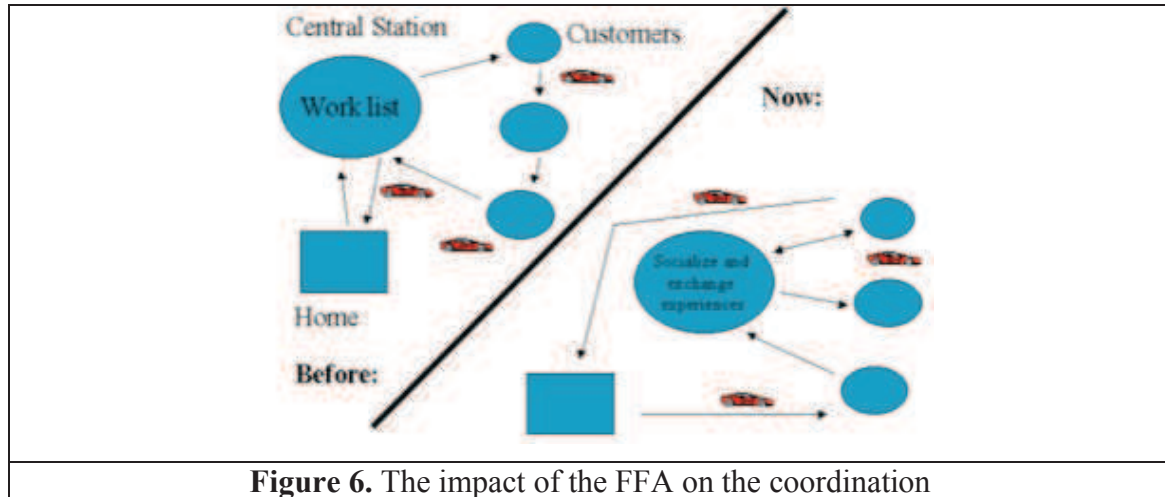 Central Station
Customers
Work list
Now:
Socialize and
exchange
experiences
Home
Before:
Figure 6. The impact of the FFA on the coordination